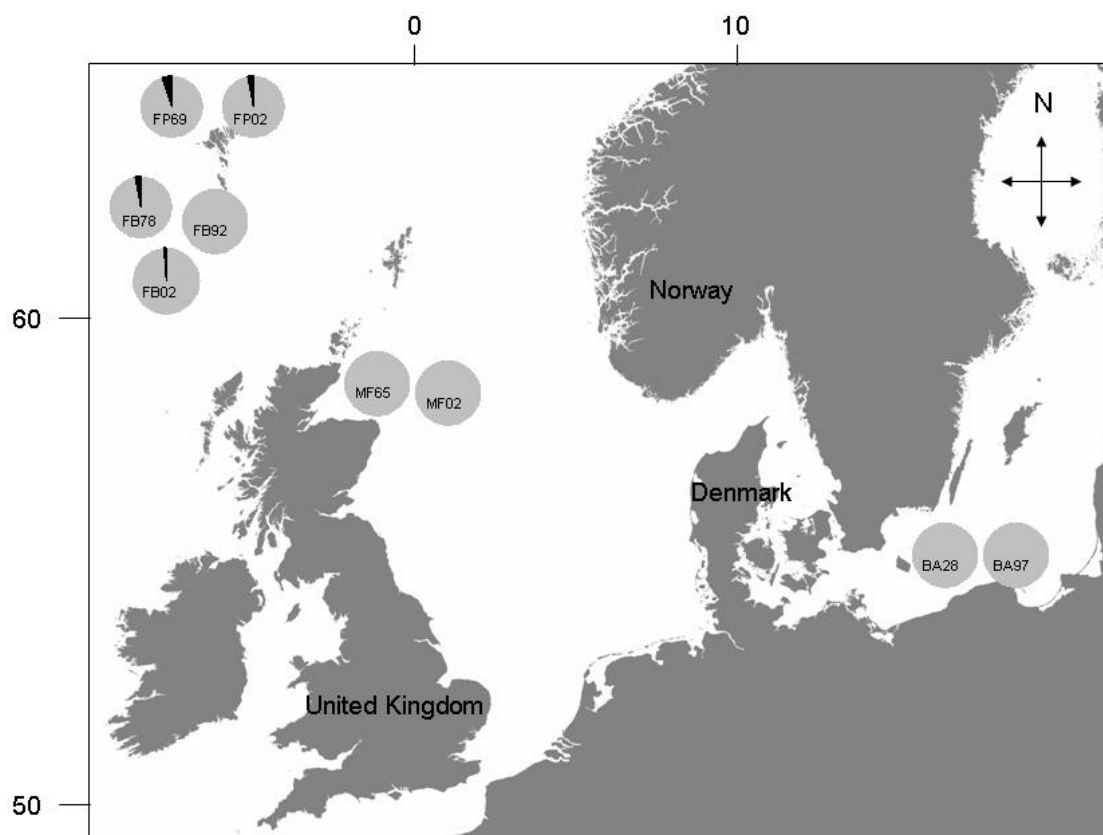 0
10
FP69
FP02
N
FB78
FB92
FB02
Norway
60
MF65
MF02
Denmark
BA28
BA97
United Kingdom
50